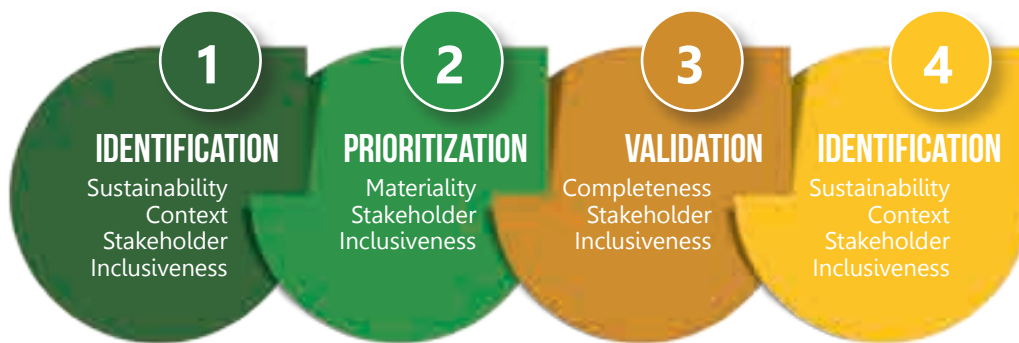 1
IDENTIFICATION
Sustainability
Context
Stakeholder
Inclusiveness
2
PRIORITIZATION
Materiality
Stakeholder
Inclusiveness
3
VALIDATION
Completeness
Stakeholder
Inclusiveness
4
IDENTIFICATION
Sustainability
Context
Stakeholder
Inclusiveness